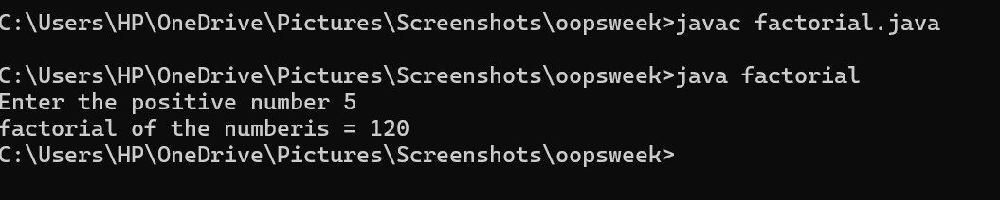 C:\Users\HP\OneDrive\Pictures\Screenshots\oopsweek>javac factorial.java
C:\Users\HP\OneDrive\Pictures\Screenshots\oopsweek>java factorial
Enter the positive number 5
factorial of the numberis = 120
C:\Users\HP\OneDrive\Pictures\Screenshots\oopsweek>